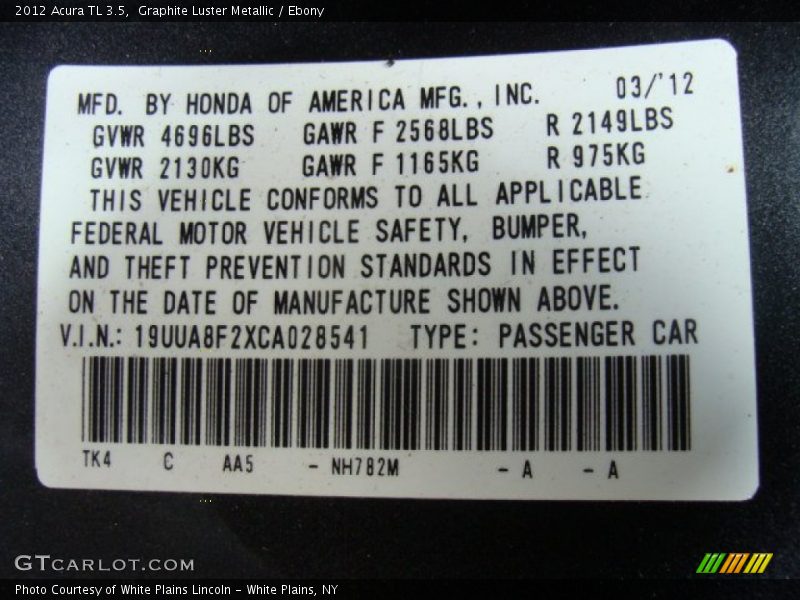 2012 Acura TL 3.5,  Graphite Luster Metallic / Ebony
MFD. BY HONDA OF AMERICA MFG., INC. 03/'12
GVWR 4696LBS GAWR F 2568LBS R 2149LBS
GVWR 2130KG GAWR F 1165KG R 975KG
THIS VEHICLE CONFORMS TO ALL APPLICABLE
FEDERAL MOTOR VEHICLE SAFETY, BUMPER,
AND THEFT PREVENTION STANDARDS IN EFFECT
ON THE DATE OF MANUFACTURE SHOWN ABOVE.
V.I.N.: 19UUA8F2XCA028541 TYPE: PASSENGER CAR
TK4 C AA5 - NH782M - A - A
GTCARLOT.COM
Photo Courtesy of White Plains Lincoln - White Plains, NY